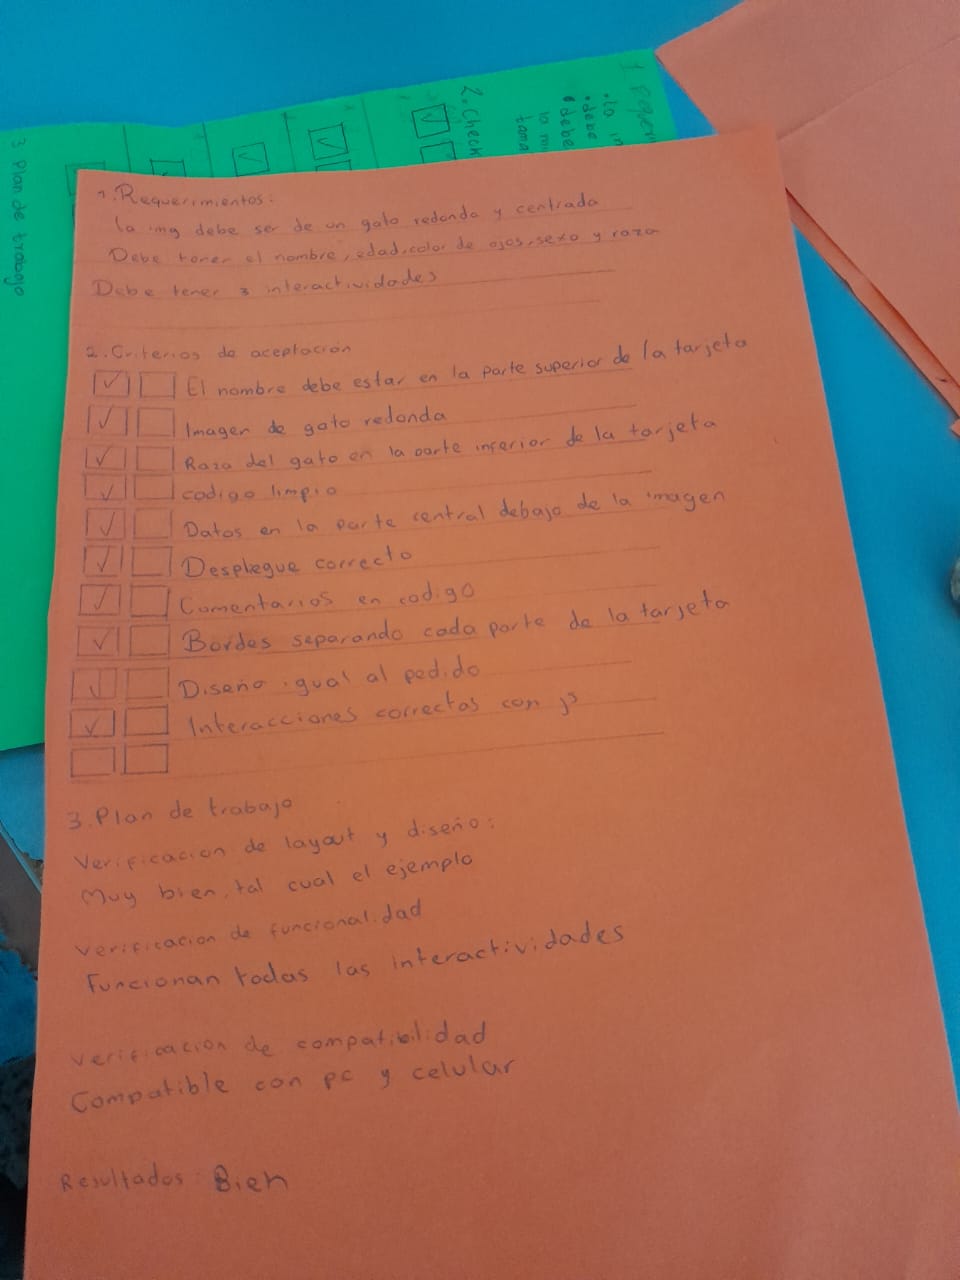 1. Requer
• la in
• debe
• debe
la mi
tama
2. Check
3 Plan de trabajo
1. Requerimientos:
la img debe ser de un gato redonda y centrada
Debe tener el nombre, edad, color de ojos, sexo y raza
Debe tener 3 interactividades
2. Criterios de aceptación
El nombre debe estar en la parte superior de la tarjeta
Imagen de gato redonda
Raza del gato en la parte inferior de la tarjeta
codigo limpio
Datos en la parte central debajo de la imagen
Despliegue correcto
Comentarios en codigo
Bordes separando cada parte de la tarjeta
Diseño igual al pedido
Interacciones correctas con js
3. Plan de trabajo
Verificacion de layout y diseño:
Muy bien, tal cual el ejemplo
Verificacion de funcionalidad
Funcionan todas las interactividades
Verificacion de compatibilidad
Compatible con pc y celular
Resultados: Bien